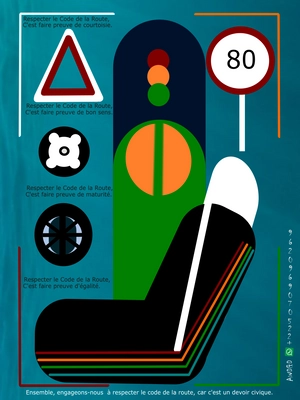 Respecter le Code de la Route,
C'est faire preuve de courtoisie.
80
Respecter le Code de la Route,
C'est faire preuve de bon sens.
Respecter le Code de la Route,
C'est faire preuve de maturité.
Respecter le Code de la Route,
C'est faire preuve d'égalité.
Ensemble, engageons-nous à respecter le code de la route, car c'est un devoir civique.